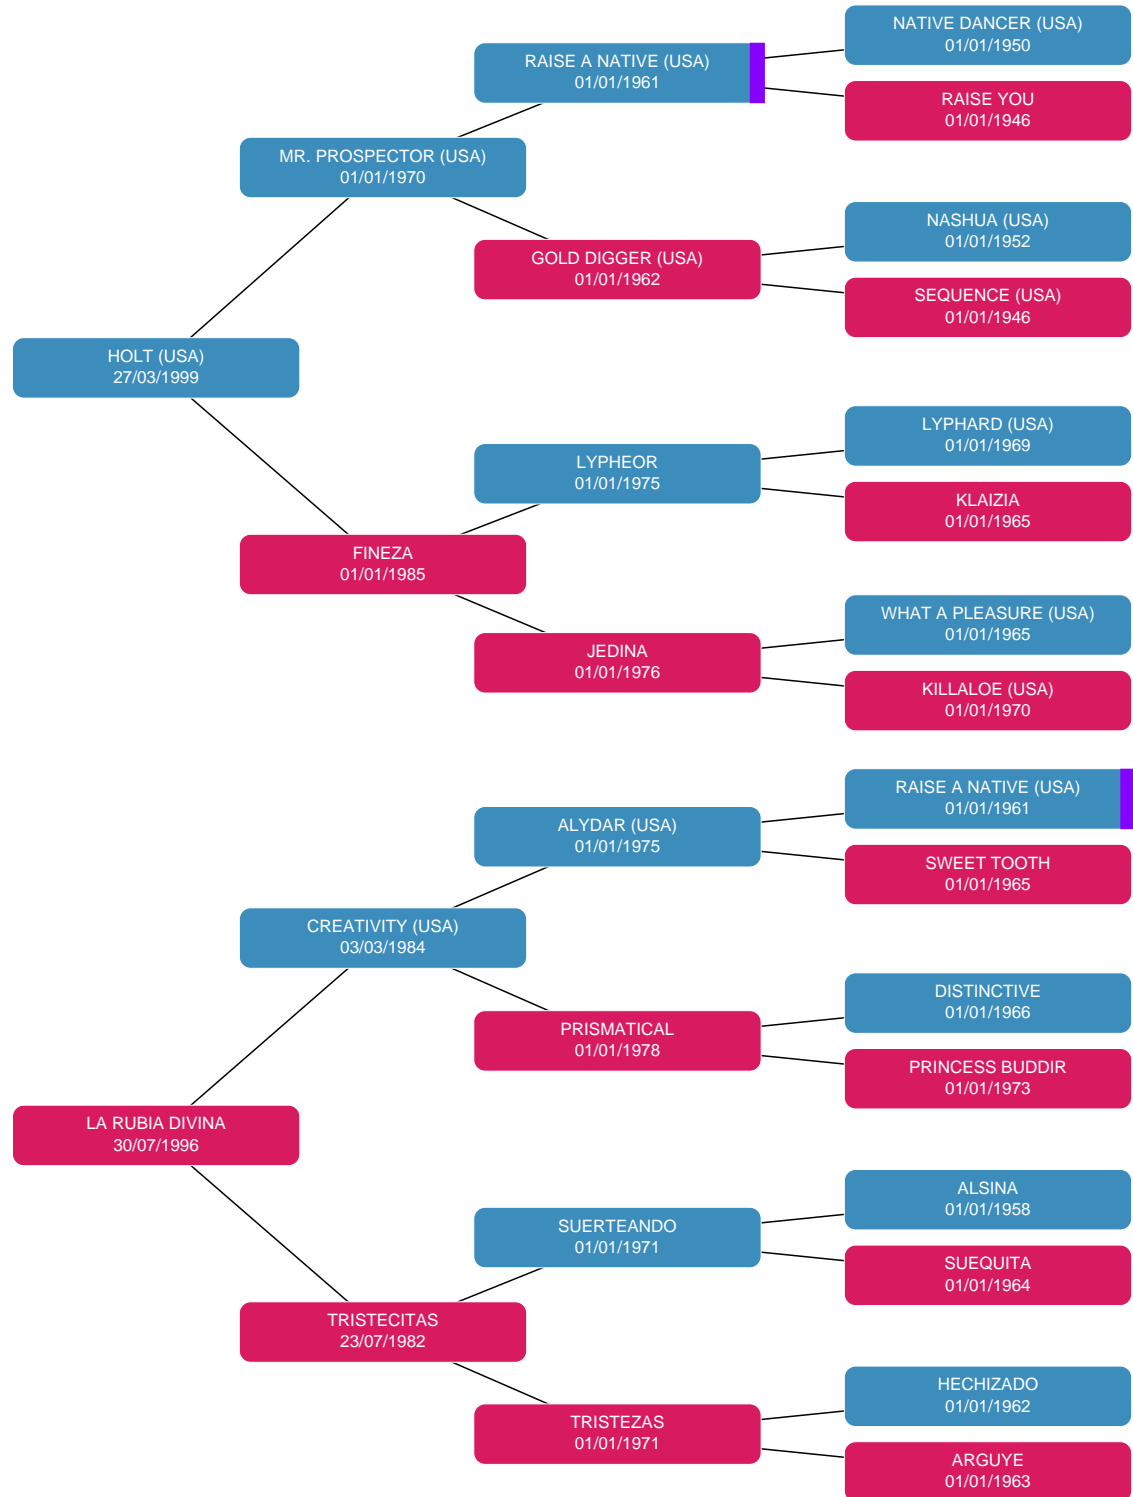 NATIVE DANCER (USA)
01/01/1950
RAISE A NATIVE (USA)
01/01/1961
RAISE YOU
01/01/1946
MR. PROSPECTOR (USA)
01/01/1970
NASHUA (USA)
01/01/1952
GOLD DIGGER (USA)
01/01/1962
SEQUENCE (USA)
01/01/1946
HOLT (USA)
27/03/1999
LYPHARD (USA)
01/01/1969
LYPHEOR
01/01/1975
KLAIZIA
01/01/1965
FINEZA
01/01/1985
WHAT A PLEASURE (USA)
01/01/1965
JEDINA
01/01/1976
KILLALOE (USA)
01/01/1970
RAISE A NATIVE (USA)
01/01/1961
ALYDAR (USA)
01/01/1975
SWEET TOOTH
01/01/1965
CREATIVITY (USA)
03/03/1984
DISTINCTIVE
01/01/1966
PRISMATICAL
01/01/1978
PRINCESS BUDDIR
01/01/1973
LA RUBIA DIVINA
30/07/1996
ALSINA
01/01/1958
SUERTEANDO
01/01/1971
SUEQUITA
01/01/1964
TRISTECITAS
23/07/1982
HECHIZADO
01/01/1962
TRISTEZAS
01/01/1971
ARGUYE
01/01/1963